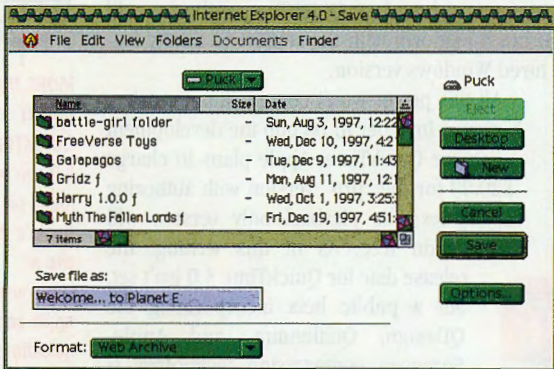 Internet Explorer 4.0 - Save
File Edit View Folders Documents Finder
Puck
Puck
Name Size Date
battle-girl folder - Sun, Aug 3, 1997, 12:22
FreeVerse Toys - Wed, Dec 10, 1997, 4:2
Galapagos - Tue, Dec 9, 1997, 11:43
Gridz ƒ - Mon, Aug 11, 1997, 12:1
Harry 1.0.0 ƒ - Wed, Oct 1, 1997, 3:25:
Myth The Fallen Lords ƒ - Fri, Dec 19, 1997, 4:51:
7 items
Eject
Desktop
New
Cancel
Save
Options...
Save file as:
Welcome... to Planet E
Format: Web Archive